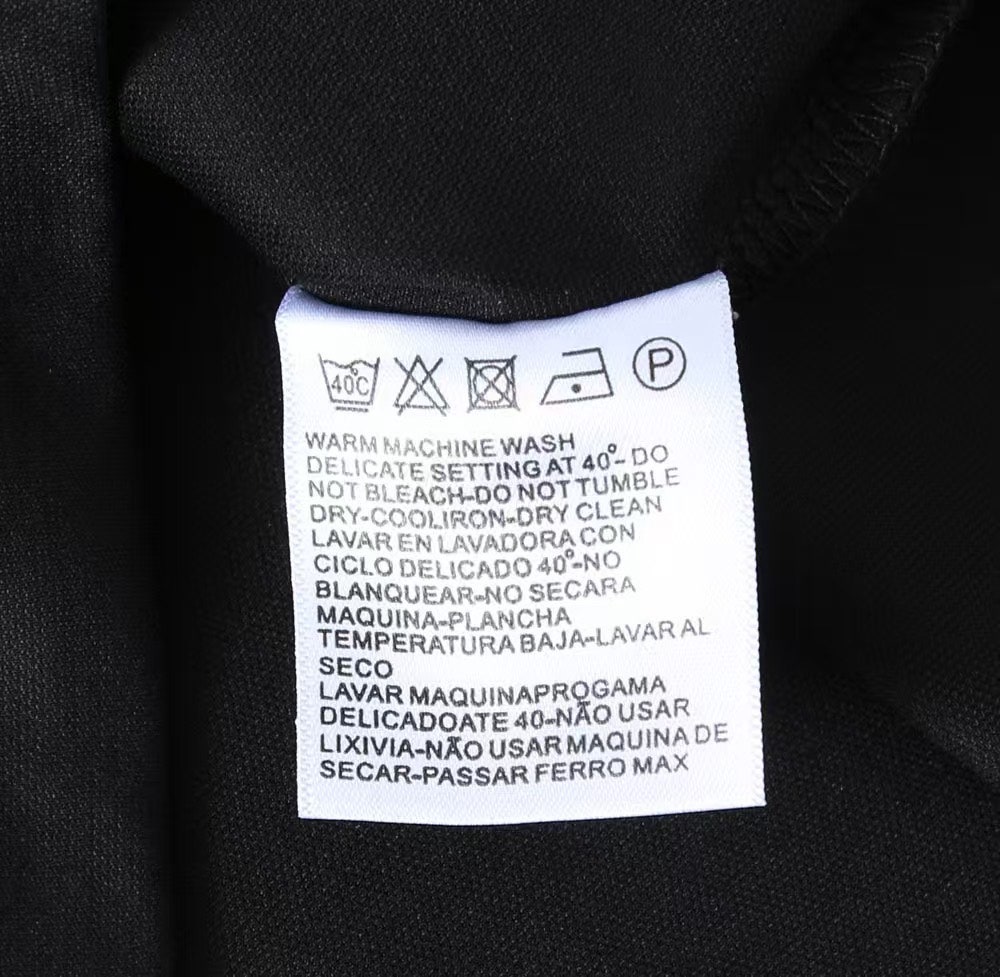 40C P
WARM MACHINE WASH
DELICATE SETTING AT 40°-DO
NOT BLEACH-DO NOT TUMBLE
DRY-COOLIRON-DRY CLEAN
LAVAR EN LAVADORA CON
CICLO DELICADO 40°-NO
BLANQUEAR-NO SECARA
MAQUINA-PLANCHA
TEMPERATURA BAJA-LAVAR AL
SECO
LAVAR MAQUINAPROGAMA
DELICADOATE 40-NÃO USAR
LIXIVIA-NÃO USAR MAQUINA DE
SECAR-PASSAR FERRO MAX